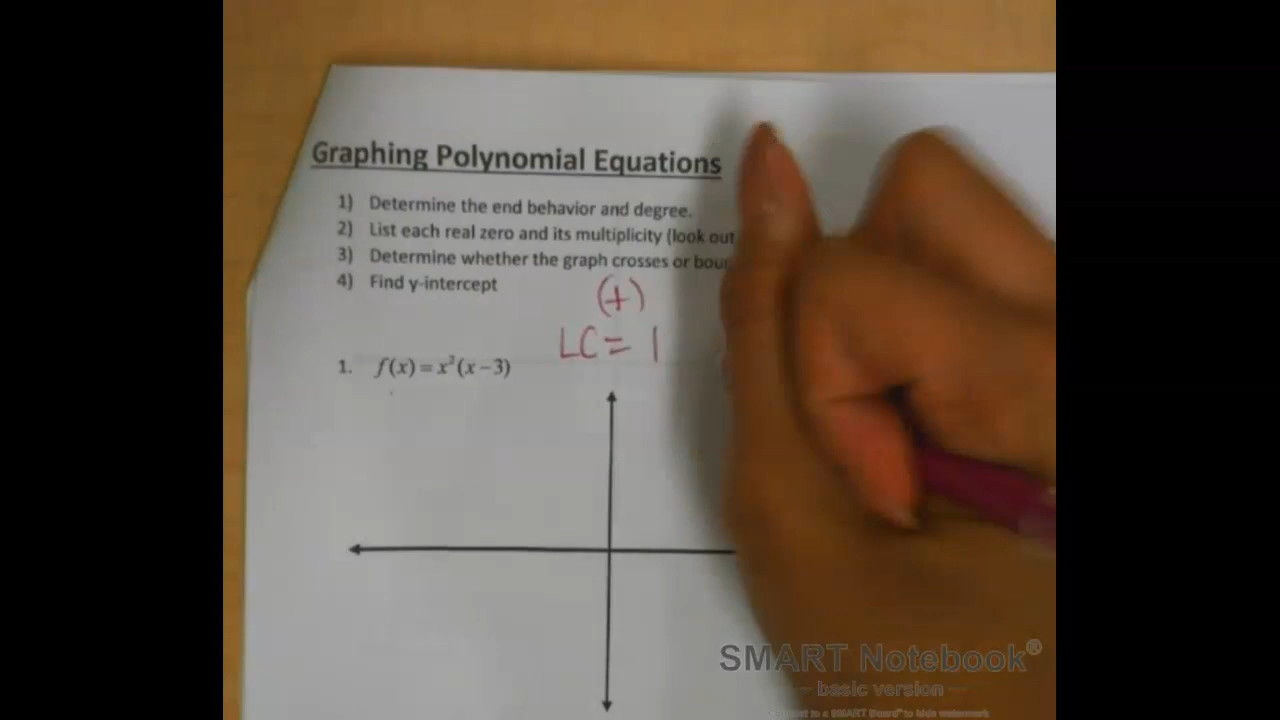 Graphing Polynomial Equations
1) Determine the end behavior and degree.
2) List each real zero and its multiplicity (look out
3) Determine whether the graph crosses or
4) Find y-intercept
(+)
LC = 1
1. f(x) = x²(x – 3)
SMART Notebook®
basic version